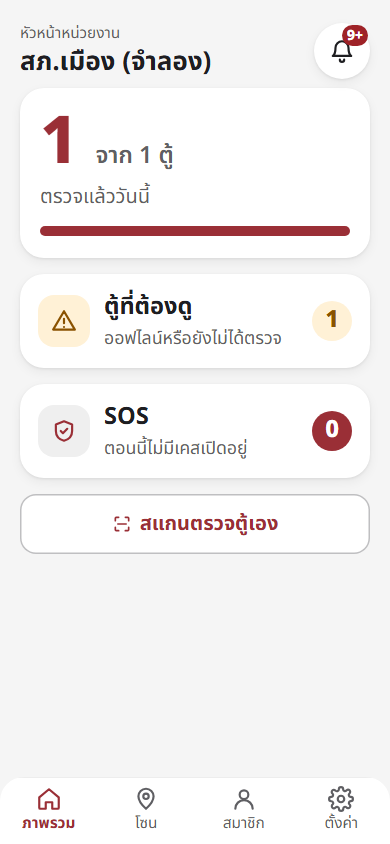 หัวหน้าหน่วยงาน
สภ.เมือง (จำลอง)
9+
1 จาก 1 ตู้
ตรวจแล้ววันนี้
ตู้ที่ต้องดู
ออฟไลน์หรือยังไม่ได้ตรวจ
1
SOS
ตอนนี้ไม่มีเคสเปิดอยู่
0
สแกนตรวจตู้เอง
ภาพรวม
โซน
สมาชิก
ตั้งค่า